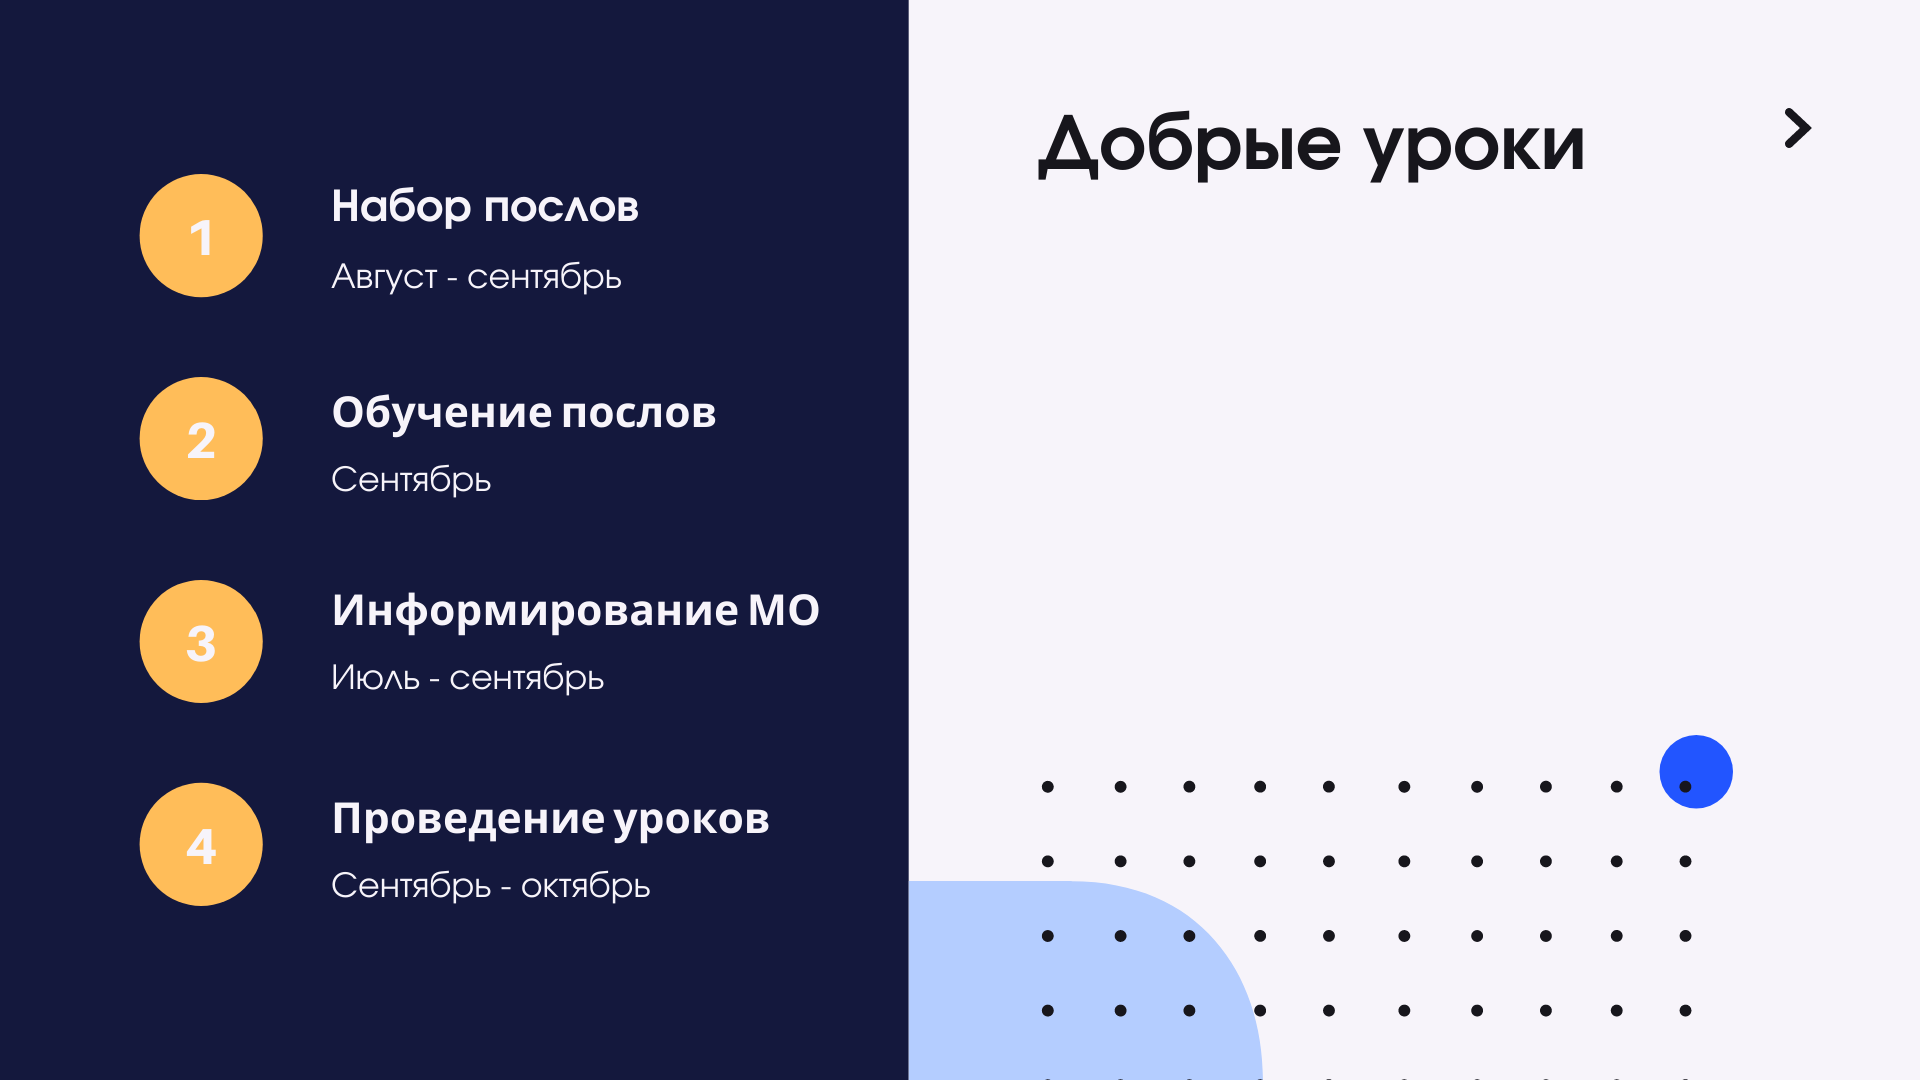 Добрые уроки
1
Набор послов
Август - сентябрь
2
Обучение послов
Сентябрь
3
Информирование МО
Июль - сентябрь
4
Проведение уроков
Сентябрь - октябрь